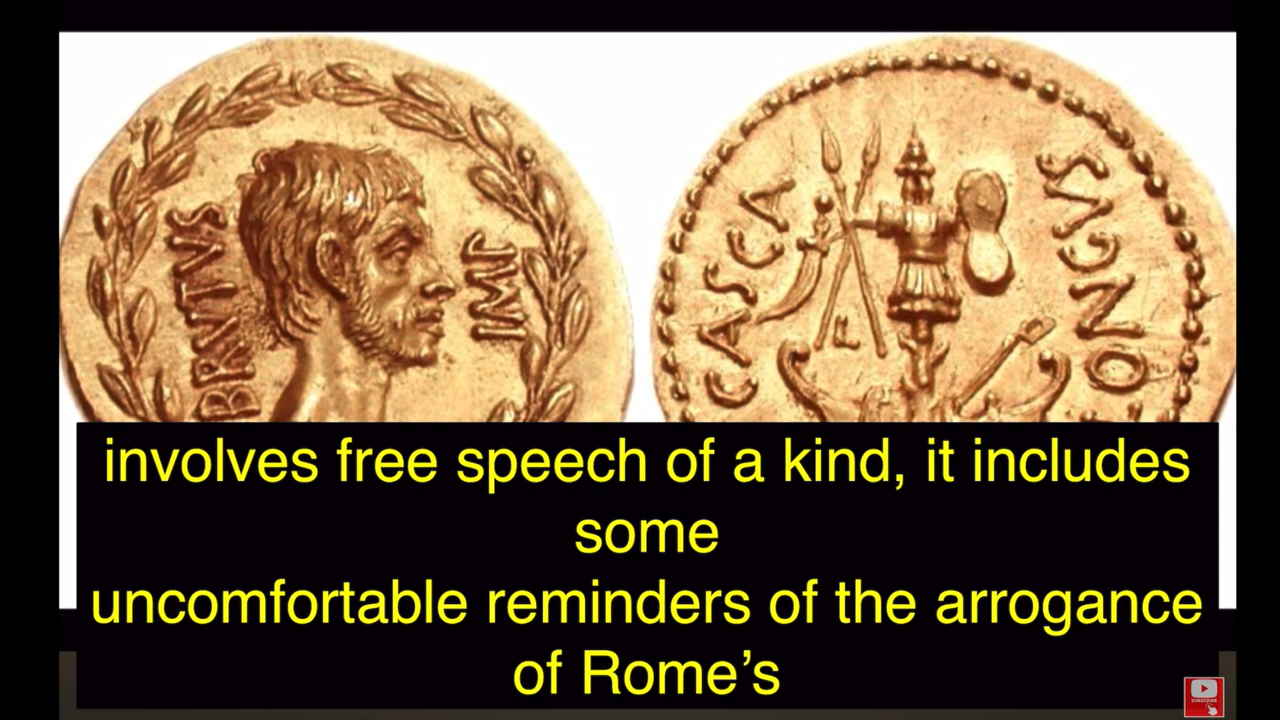 BRVTVS
IMP
CASCA
LONGVS
L
involves free speech of a kind, it includes
some
uncomfortable reminders of the arrogance
of Rome’s
SUBSCRIBE